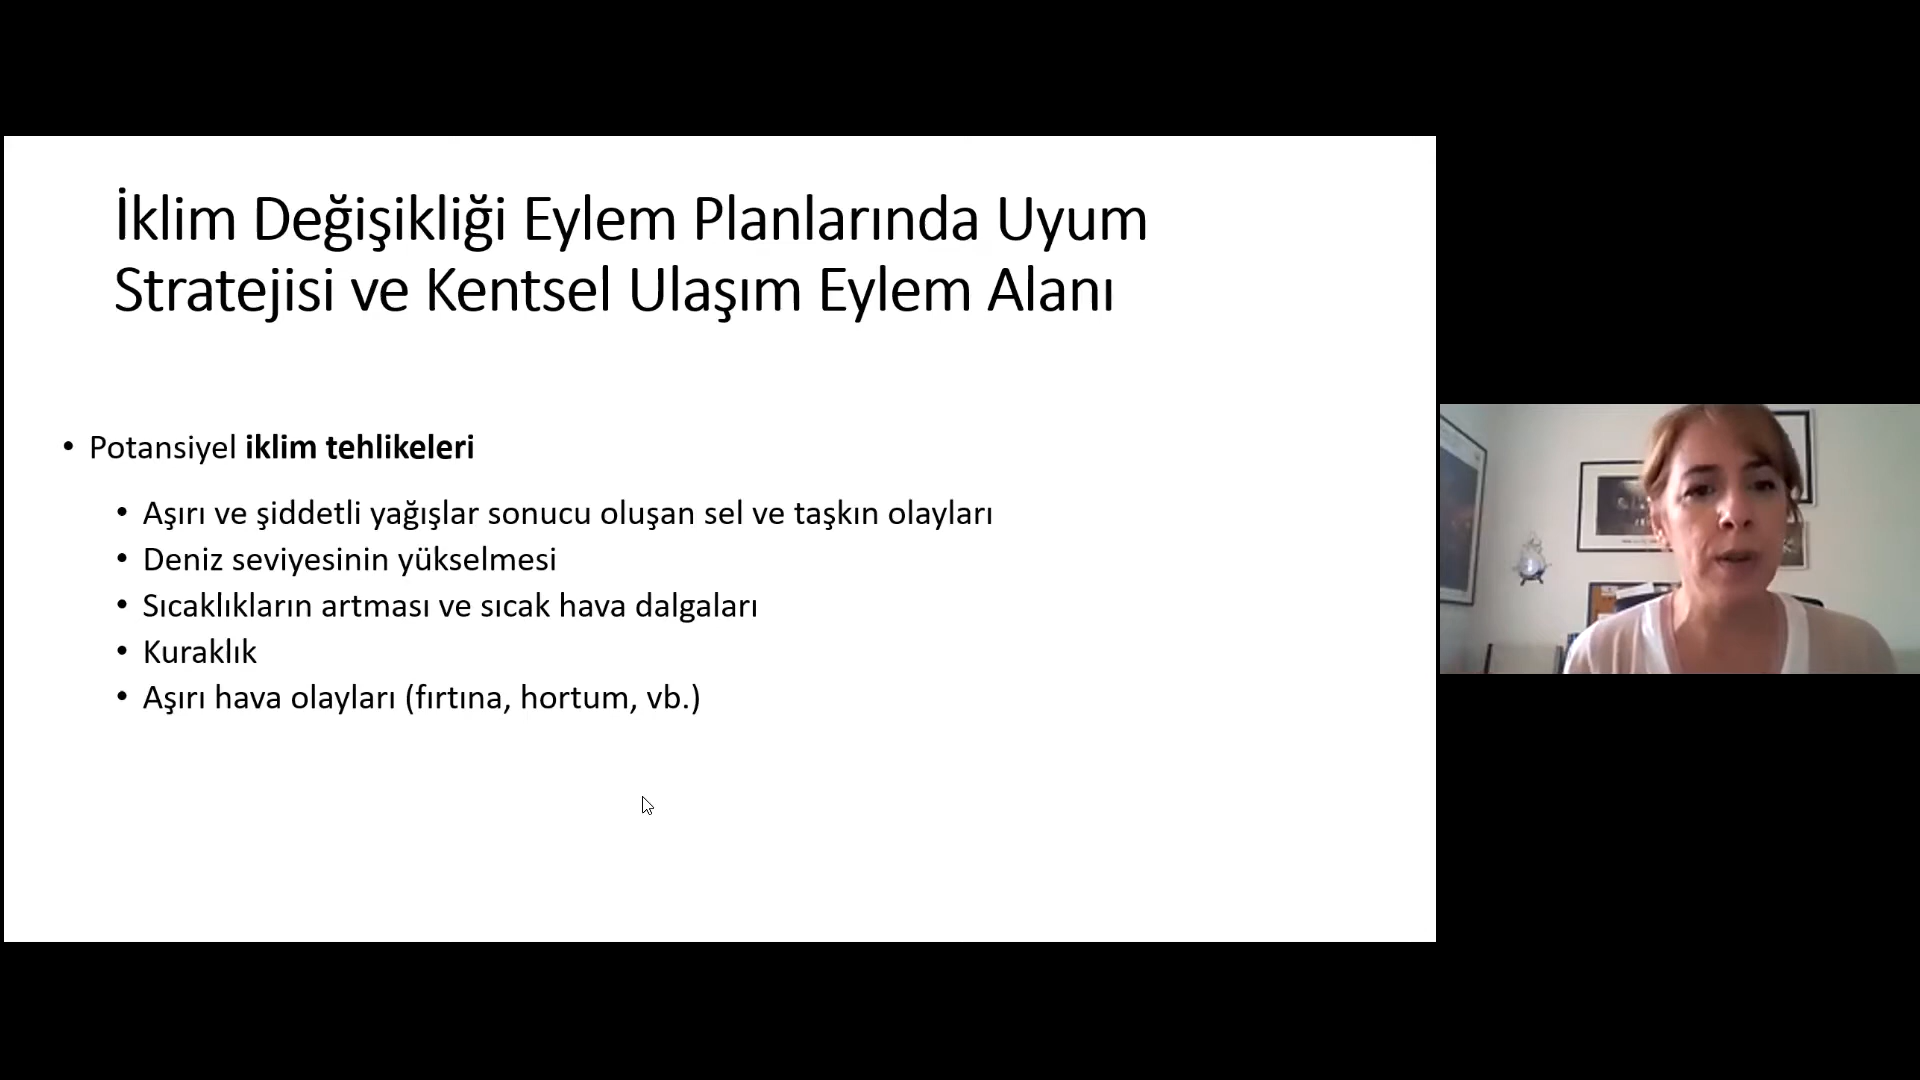 İklim Değişikliği Eylem Planlarında Uyum
Stratejisi ve Kentsel Ulaşım Eylem Alanı
• Potansiyel iklim tehlikeleri
• Aşırı ve şiddetli yağışlar sonucu oluşan sel ve taşkın olayları
• Deniz seviyesinin yükselmesi
• Sıcaklıkların artması ve sıcak hava dalgaları
• Kuraklık
• Aşırı hava olayları (fırtına, hortum, vb.)